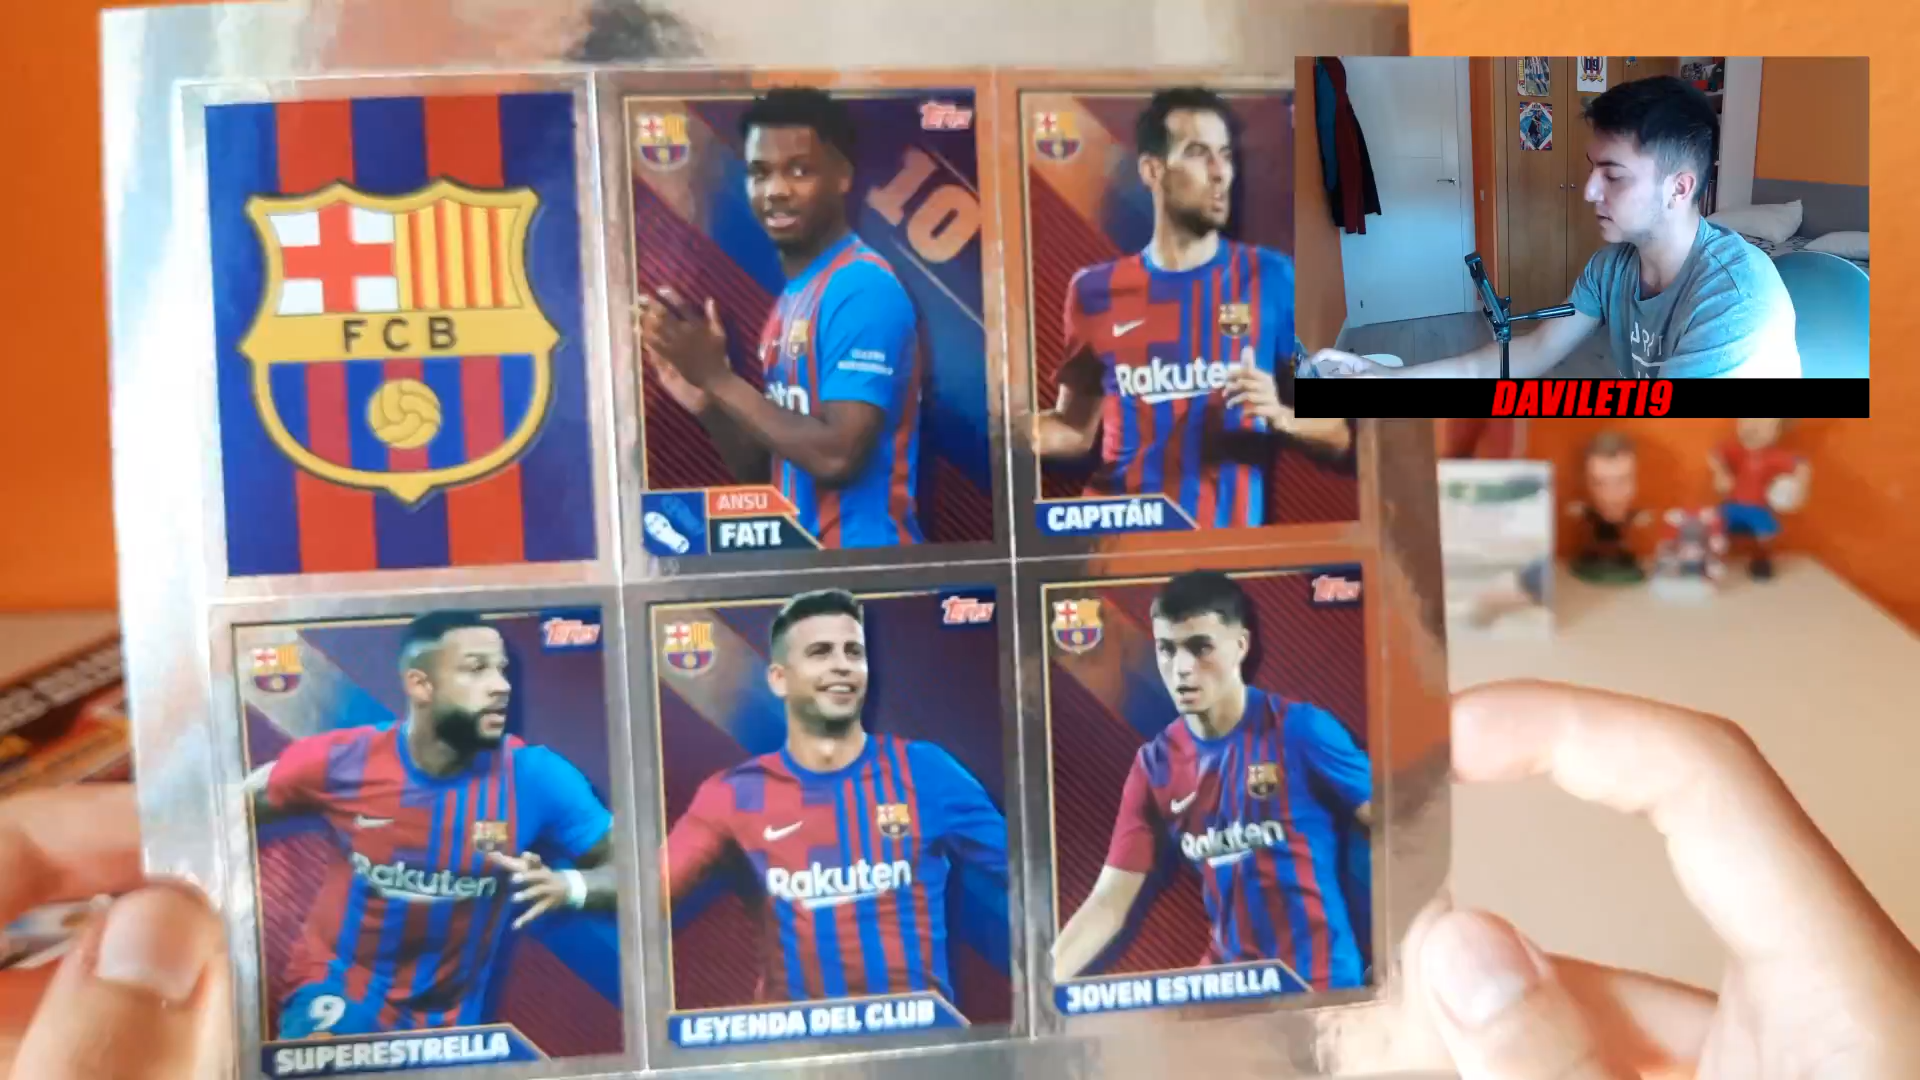 FCB
Topps
10
ANSU
FATI
Rakuten
CAPITÁN
DAVILETI9
Topps
9
Rakuten
SUPERESTRELLA
Topps
Rakuten
LEYENDA DEL CLUB
Topps
Rakuten
JOVEN ESTRELLA